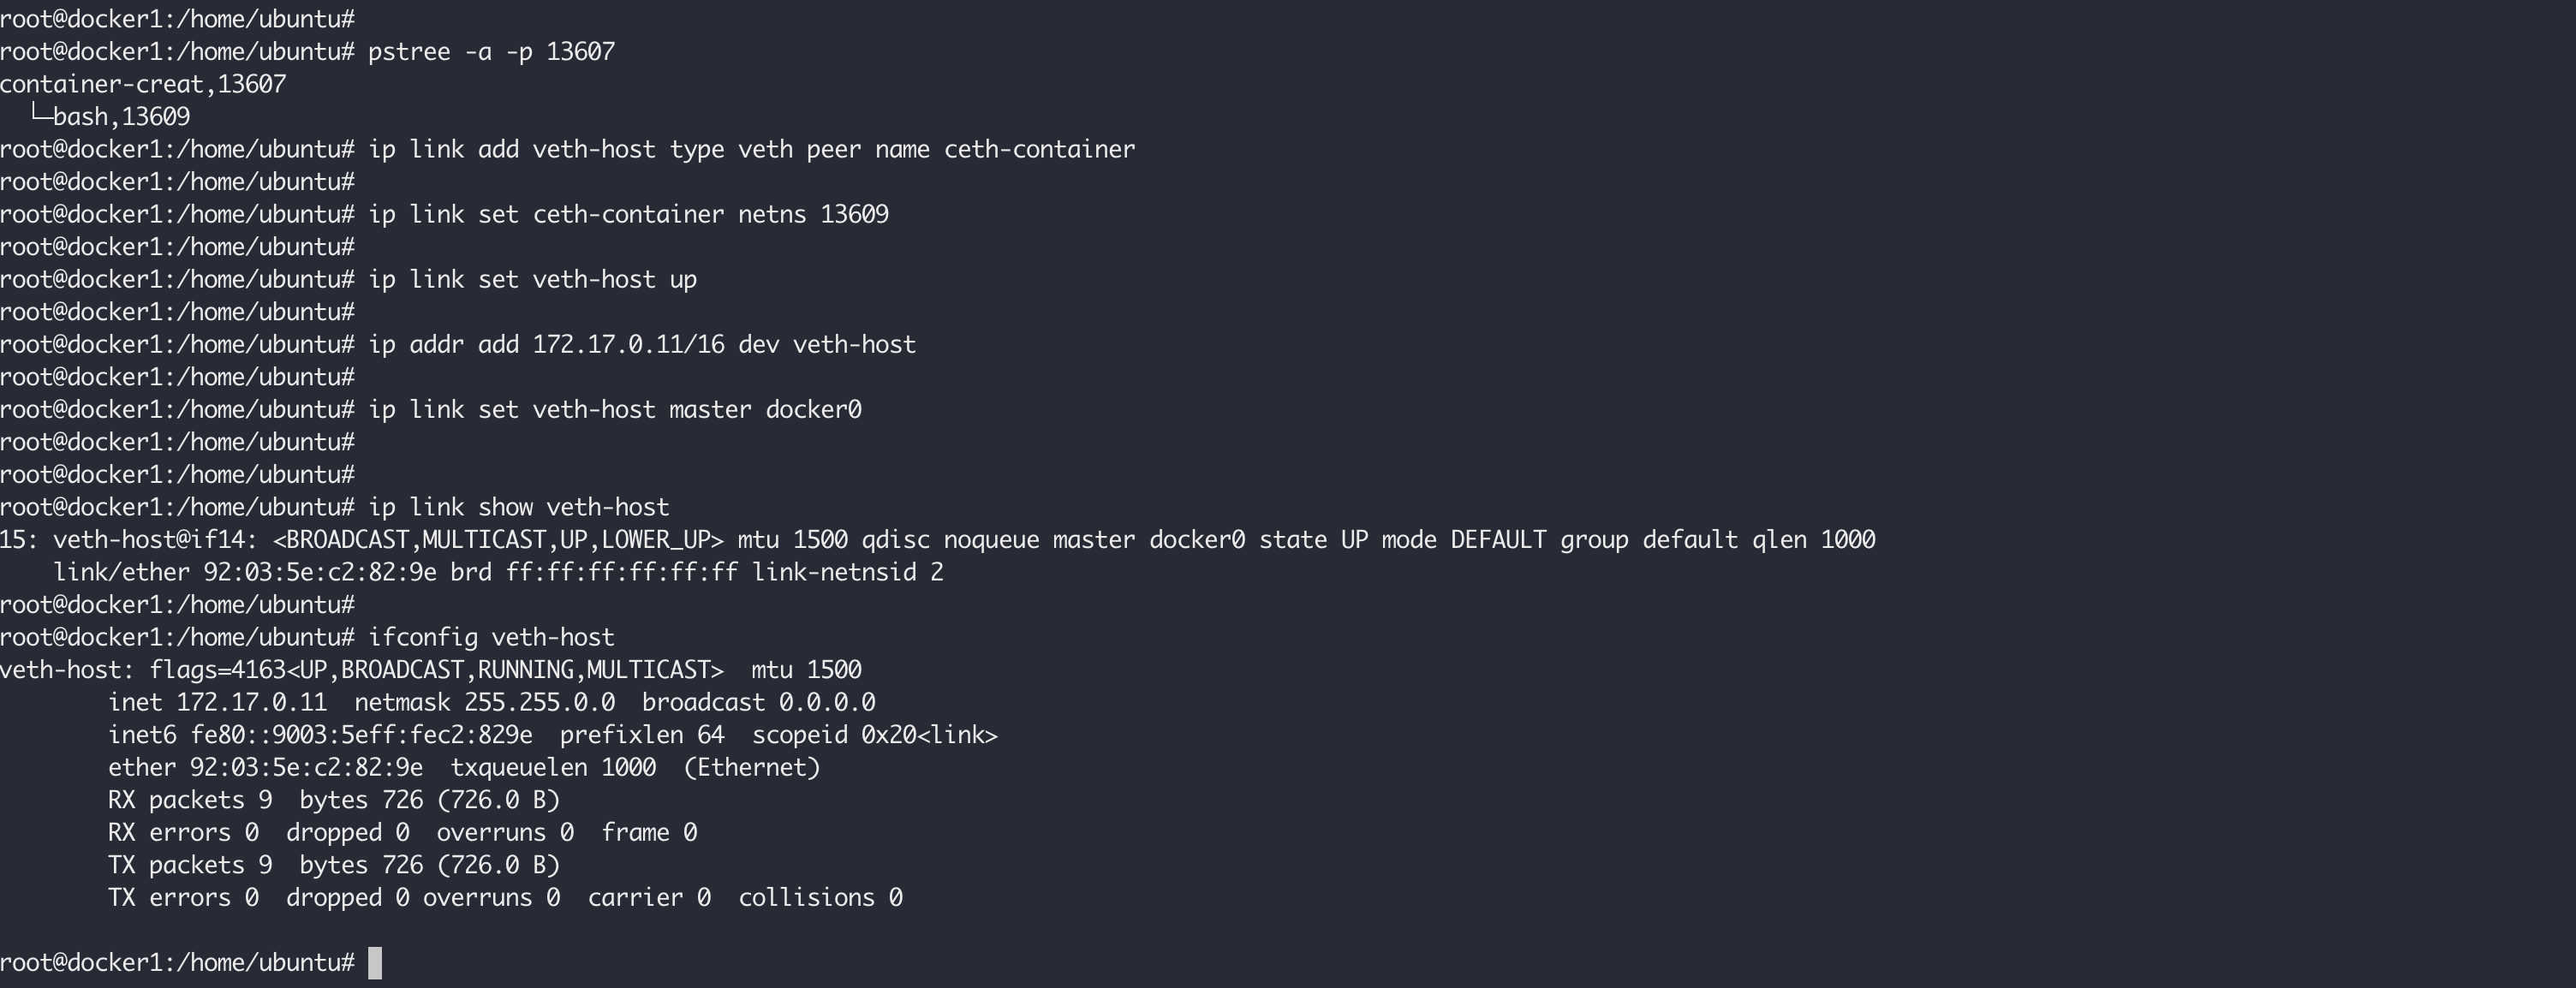 root@docker1:/home/ubuntu#
root@docker1:/home/ubuntu# pstree -a -p 13607
container-creat,13607
  └─bash,13609
root@docker1:/home/ubuntu# ip link add veth-host type veth peer name ceth-container
root@docker1:/home/ubuntu#
root@docker1:/home/ubuntu# ip link set ceth-container netns 13609
root@docker1:/home/ubuntu#
root@docker1:/home/ubuntu# ip link set veth-host up
root@docker1:/home/ubuntu#
root@docker1:/home/ubuntu# ip addr add 172.17.0.11/16 dev veth-host
root@docker1:/home/ubuntu#
root@docker1:/home/ubuntu# ip link set veth-host master docker0
root@docker1:/home/ubuntu#
root@docker1:/home/ubuntu#
root@docker1:/home/ubuntu# ip link show veth-host
15: veth-host@if14: <BROADCAST,MULTICAST,UP,LOWER_UP> mtu 1500 qdisc noqueue master docker0 state UP mode DEFAULT group default qlen 1000
    link/ether 92:03:5e:c2:82:9e brd ff:ff:ff:ff:ff:ff link-netnsid 2
root@docker1:/home/ubuntu#
root@docker1:/home/ubuntu# ifconfig veth-host
veth-host: flags=4163<UP,BROADCAST,RUNNING,MULTICAST>  mtu 1500
        inet 172.17.0.11  netmask 255.255.0.0  broadcast 0.0.0.0
        inet6 fe80::9003:5eff:fec2:829e  prefixlen 64  scopeid 0x20<link>
        ether 92:03:5e:c2:82:9e  txqueuelen 1000  (Ethernet)
        RX packets 9  bytes 726 (726.0 B)
        RX errors 0  dropped 0  overruns 0  frame 0
        TX packets 9  bytes 726 (726.0 B)
        TX errors 0  dropped 0 overruns 0  carrier 0  collisions 0
root@docker1:/home/ubuntu#